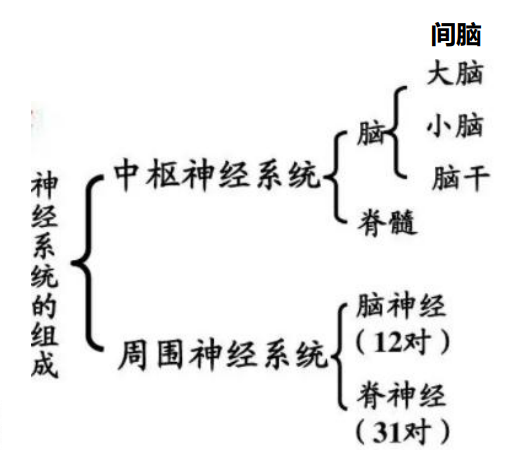 神经系统的组成
中枢神经系统
脑
间脑
大脑
小脑
脑干
脊髓
周围神经系统
脑神经
（12对）
脊神经
（31对）